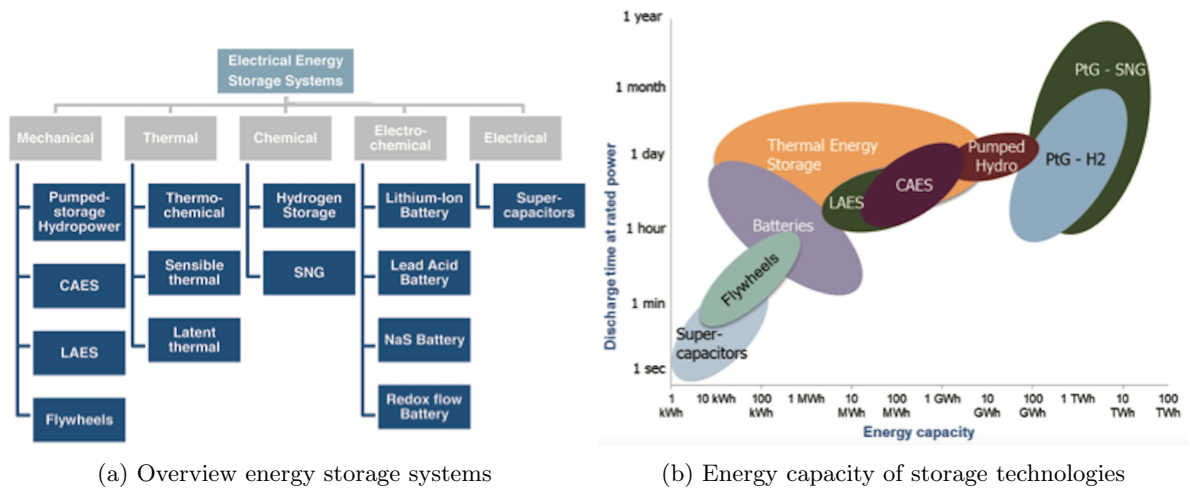 Electrical Energy
Storage Systems
Mechanical
Thermal
Chemical
Electro-
chemical
Electrical
Pumped-
storage
Hydropower
CAES
LAES
Flywheels
Thermo-
chemical
Sensible
thermal
Latent
thermal
Hydrogen
Storage
SNG
Lithium-Ion
Battery
Lead Acid
Battery
NaS Battery
Redox flow
Battery
Super-
capacitors
(a) Overview energy storage systems
Discharge time at rated power
1 year
1 month
1 day
1 hour
1 min
1 sec
PtG - SNG
PtG - H2
Thermal Energy
Storage
Pumped
Hydro
CAES
LAES
Batteries
Flywheels
Super-
capacitors
1
kWh
10 kWh
100
kWh
1 MWh
10
MWh
100
MWh
1 GWh
10
GWh
100
GWh
1 TWh
10
TWh
100
TWh
Energy capacity
(b) Energy capacity of storage technologies